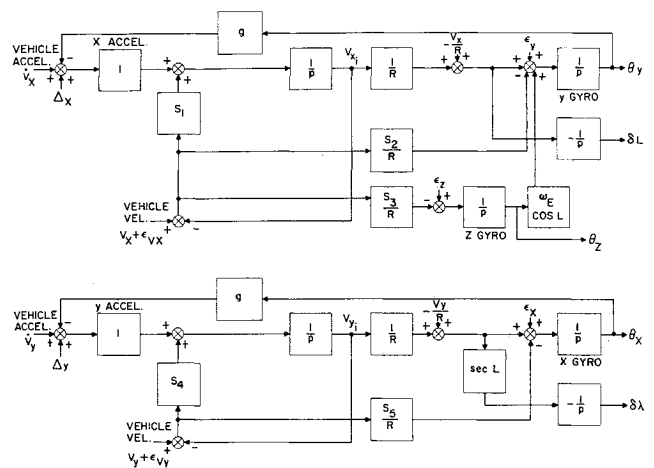 g
X ACCEL.
VEHICLE
ACCEL.
V̇X
ΔX
I
+
+
-
+
+
1/p
VXi
1/R
-VX/R
+
+
εy
+
+
-
+
1/p
y GYRO
θy
S1
S2/R
-1/p
δL
S3/R
εz
-
+
1/p
Z GYRO
ωE
COS L
θZ
VEHICLE
VEL.
VX+εVX
+
-
g
y ACCEL.
VEHICLE
ACCEL.
V̇y
Δy
I
+
+
-
+
+
1/p
Vyi
1/R
-Vy/R
+
+
εX
+
+
-
1/p
X GYRO
θX
S4
sec L
S5/R
-1/p
δλ
VEHICLE
VEL.
Vy+εVy
+
-